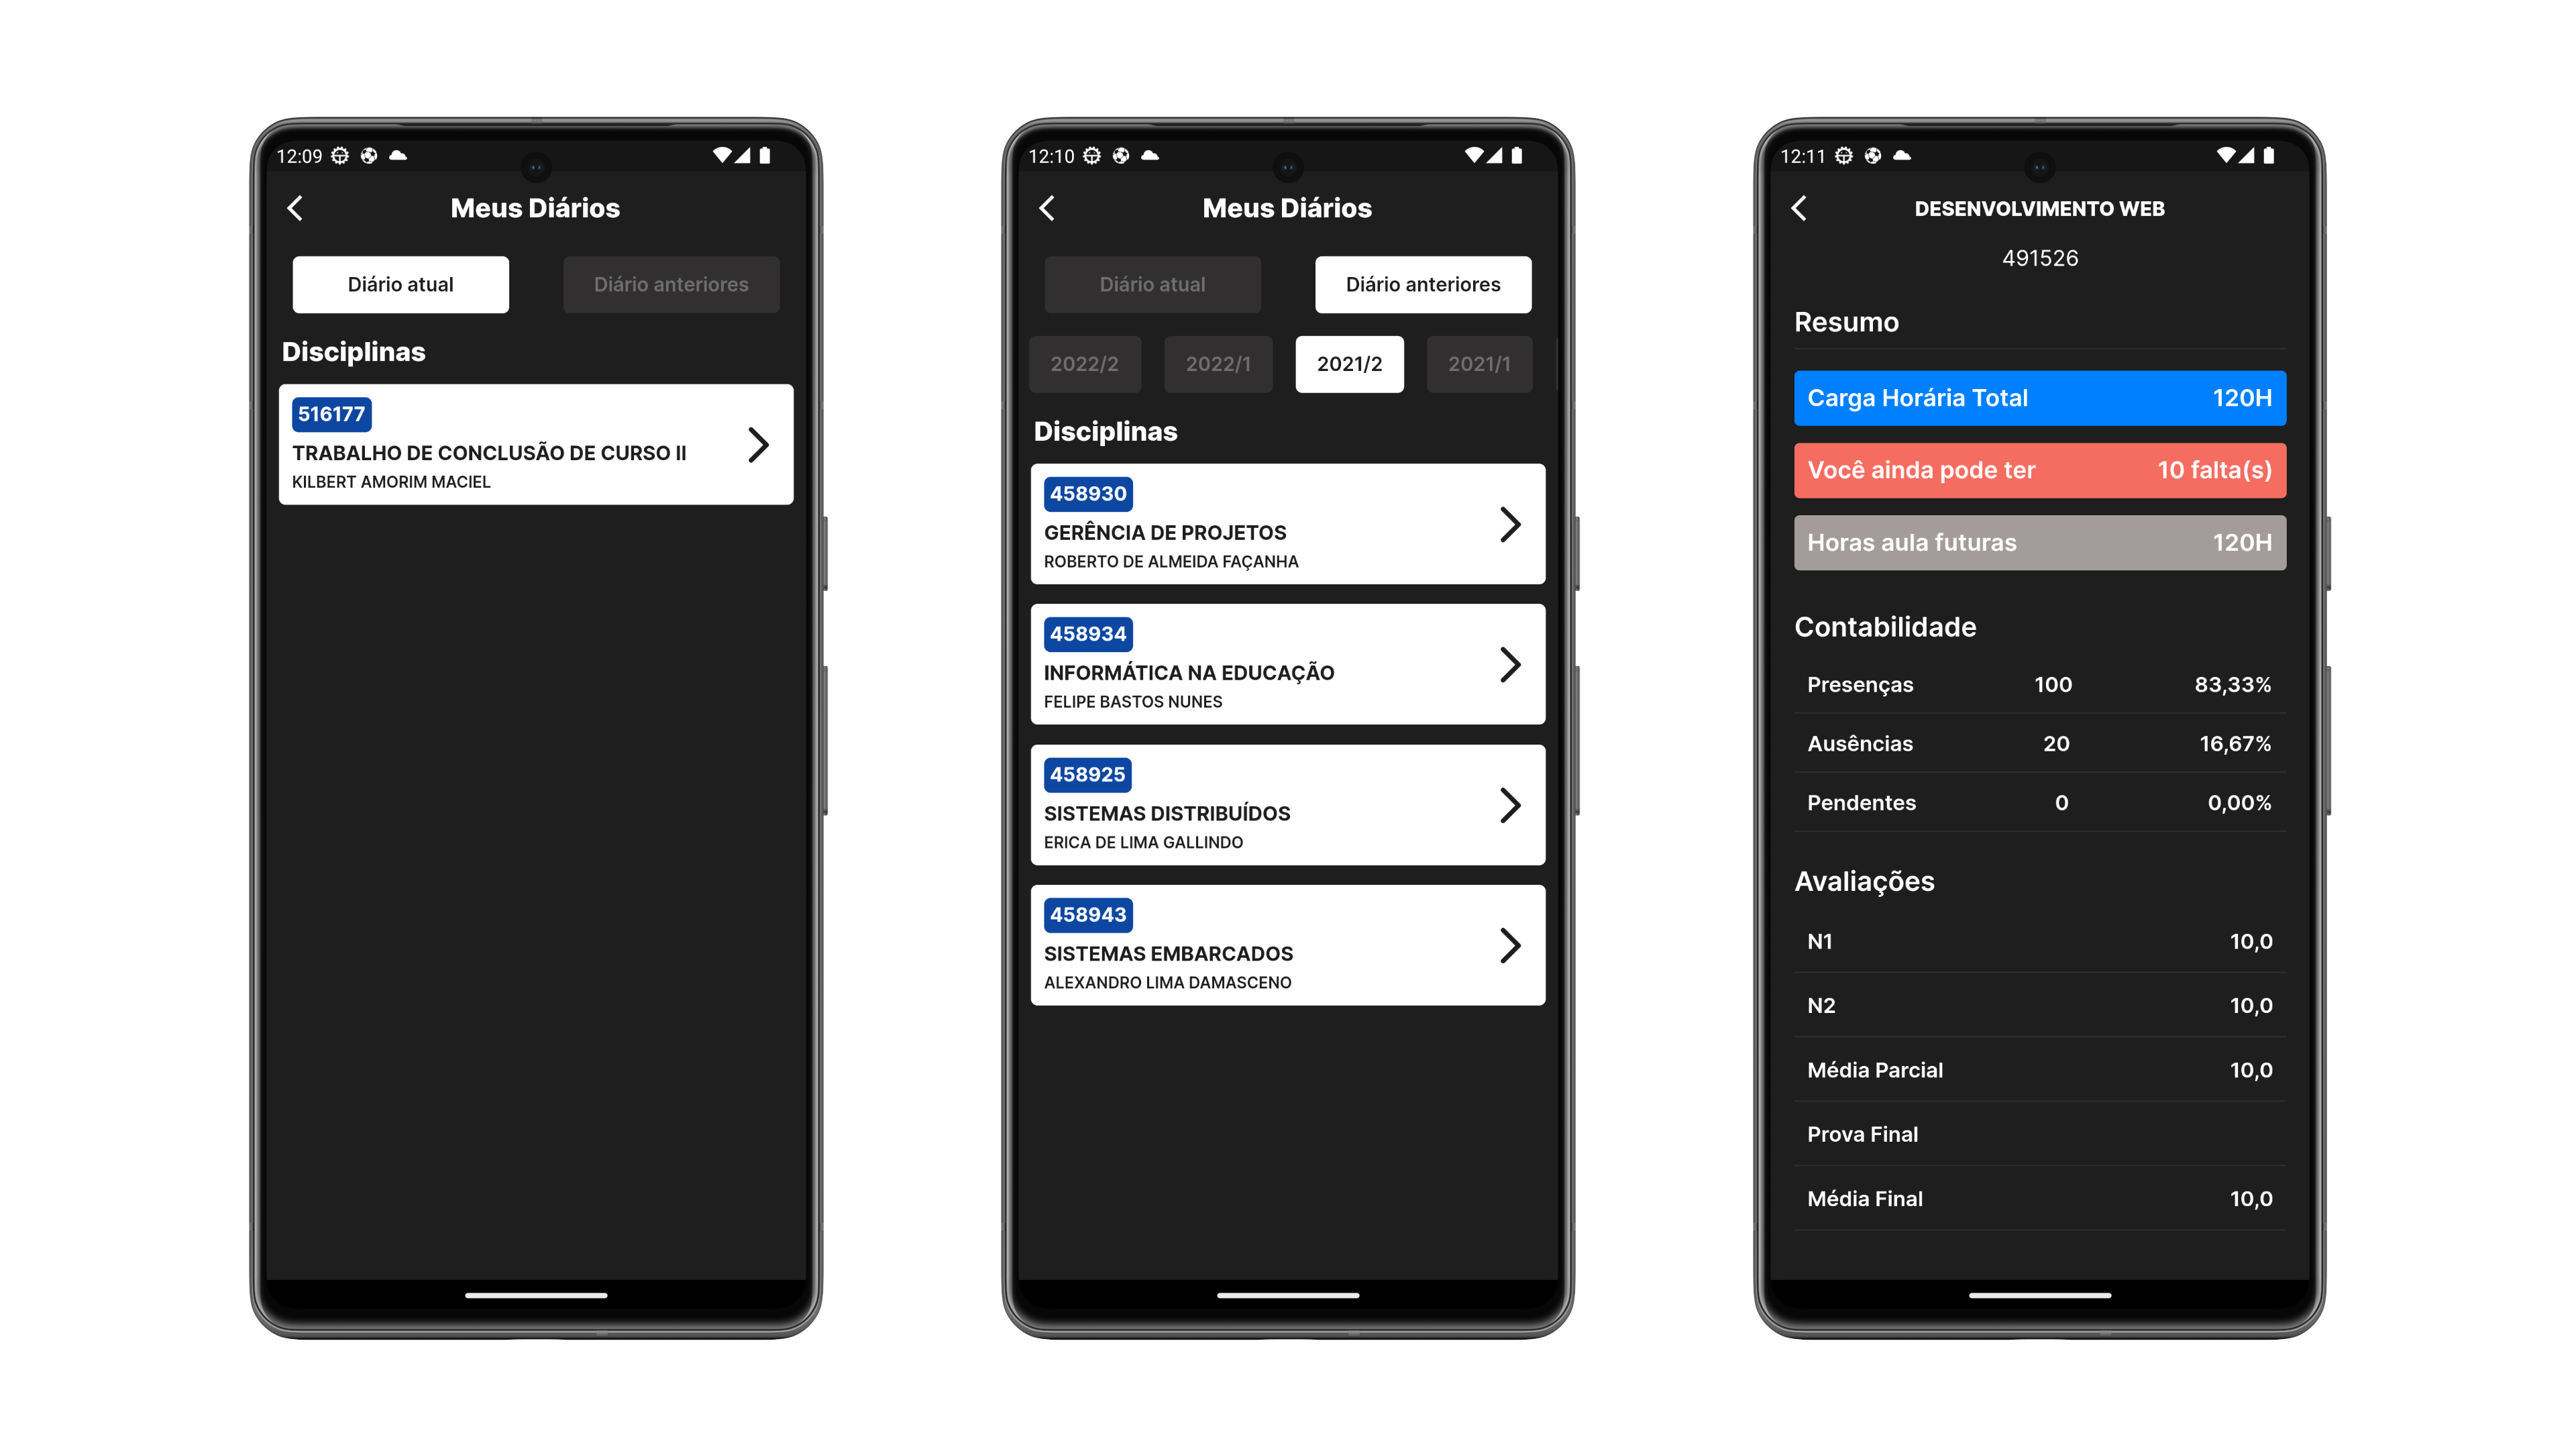 12:09
Meus Diários
Diário atual Diário anteriores
Disciplinas
516177
TRABALHO DE CONCLUSÃO DE CURSO II
KILBERT AMORIM MACIEL
12:10
Meus Diários
Diário atual Diário anteriores
2022/2 2022/1 2021/2 2021/1
Disciplinas
458930
GERÊNCIA DE PROJETOS
ROBERTO DE ALMEIDA FAÇANHA
458934
INFORMÁTICA NA EDUCAÇÃO
FELIPE BASTOS NUNES
458925
SISTEMAS DISTRIBUÍDOS
ERICA DE LIMA GALLINDO
458943
SISTEMAS EMBARCADOS
ALEXANDRO LIMA DAMASCENO
12:11
DESENVOLVIMENTO WEB
491526
Resumo
Carga Horária Total 120H
Você ainda pode ter 10 falta(s)
Horas aula futuras 120H
Contabilidade
Presenças 100 83,33%
Ausências 20 16,67%
Pendentes 0 0,00%
Avaliações
N1 10,0
N2 10,0
Média Parcial 10,0
Prova Final
Média Final 10,0